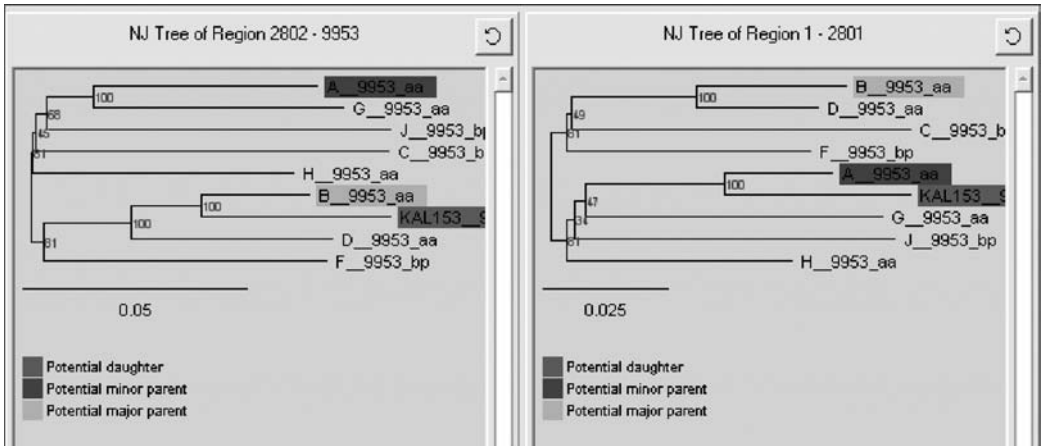 NJ Tree of Region 2802 - 9953
A__9953_aa
100
G__9953_aa
68
J__9953_bp
45
C__9953_b
81
H__9953_aa
B__9953_aa
100
KAL153__9
100
D__9953_aa
81
F__9953_bp
0.05
Potential daughter
Potential minor parent
Potential major parent
NJ Tree of Region 1 - 2801
B__9953_aa
100
D__9953_aa
49
C__9953_b
81
F__9953_bp
A__9953_aa
100
KAL153__9
47
G__9953_aa
34
J__9953_bp
81
H__9953_aa
0.025
Potential daughter
Potential minor parent
Potential major parent